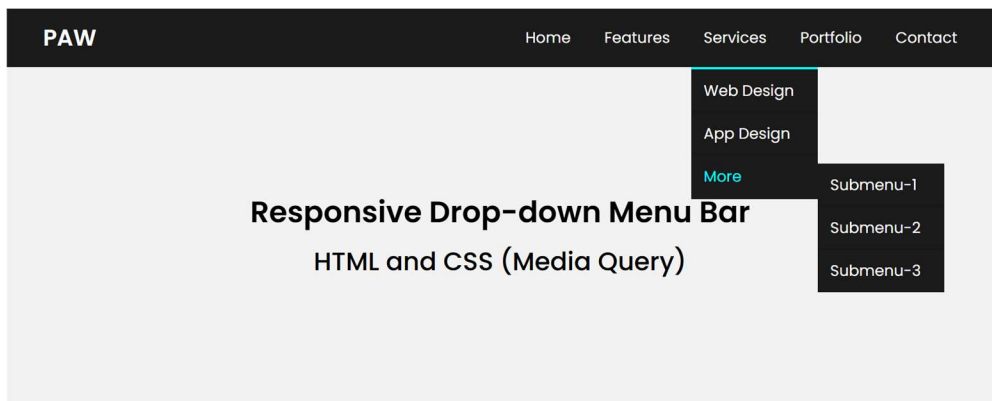 PAW Home Features Services Portfolio Contact
Web Design
App Design
More
Submenu-1
Submenu-2
Submenu-3
Responsive Drop-down Menu Bar
HTML and CSS (Media Query)